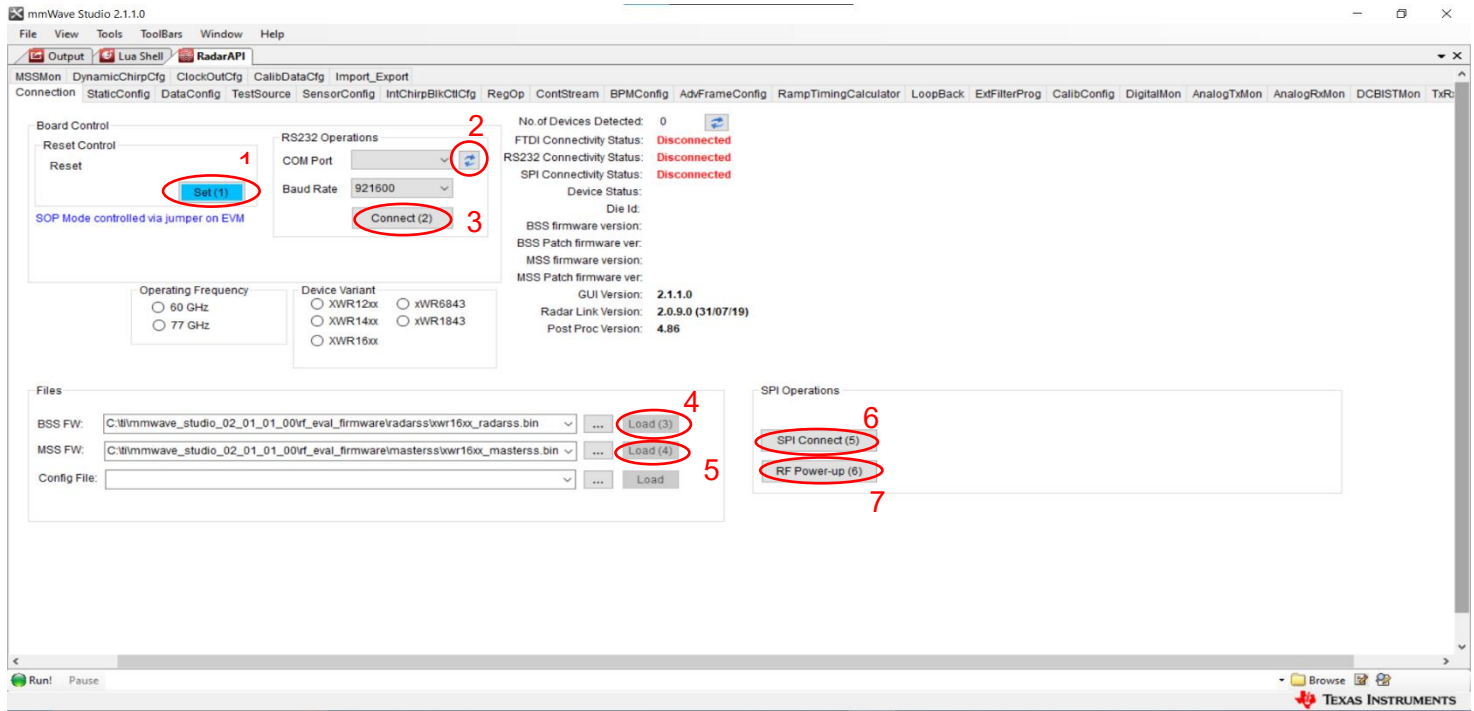 mmWave Studio 2.1.1.0
File View Tools ToolBars Window Help
Output Lua Shell RadarAPI
MSSMon DynamicChirpCfg ClockOutCfg CalibDataCfg Import_Export
Connection StaticConfig DataConfig TestSource SensorConfig IntChirpBlkCtlCfg RegOp ContStream BPMConfig AdvFrameConfig RampTimingCalculator LoopBack ExtFilterProg CalibConfig DigitalMon AnalogTxMon AnalogRxMon DCBISTMon TxR
Board Control
Reset Control
Reset
1
Set (1)
SOP Mode controlled via jumper on EVM
RS232 Operations
2
COM Port
Baud Rate 921600
Connect (2)
3
No.of Devices Detected: 0
FTDI Connectivity Status: Disconnected
RS232 Connectivity Status: Disconnected
SPI Connectivity Status: Disconnected
Device Status:
Die Id:
BSS firmware version:
BSS Patch firmware ver:
MSS firmware version:
MSS Patch firmware ver:
GUI Version: 2.1.1.0
Radar Link Version: 2.0.9.0 (31/07/19)
Post Proc Version: 4.86
Operating Frequency
60 GHz
77 GHz
Device Variant
XWR12xx xWR6843
XWR14xx xWR1843
XWR16xx
Files
4
BSS FW: C:\ti\mmwave_studio_02_01_01_00\rf_eval_firmware\radarss\xwr16xx_radarss.bin ... Load (3)
MSS FW: C:\ti\mmwave_studio_02_01_01_00\rf_eval_firmware\masterss\xwr16xx_masterss.bin ... Load (4)
5
Config File: ... Load
SPI Operations
6
SPI Connect (5)
RF Power-up (6)
7
Run! Pause
Browse
TEXAS INSTRUMENTS